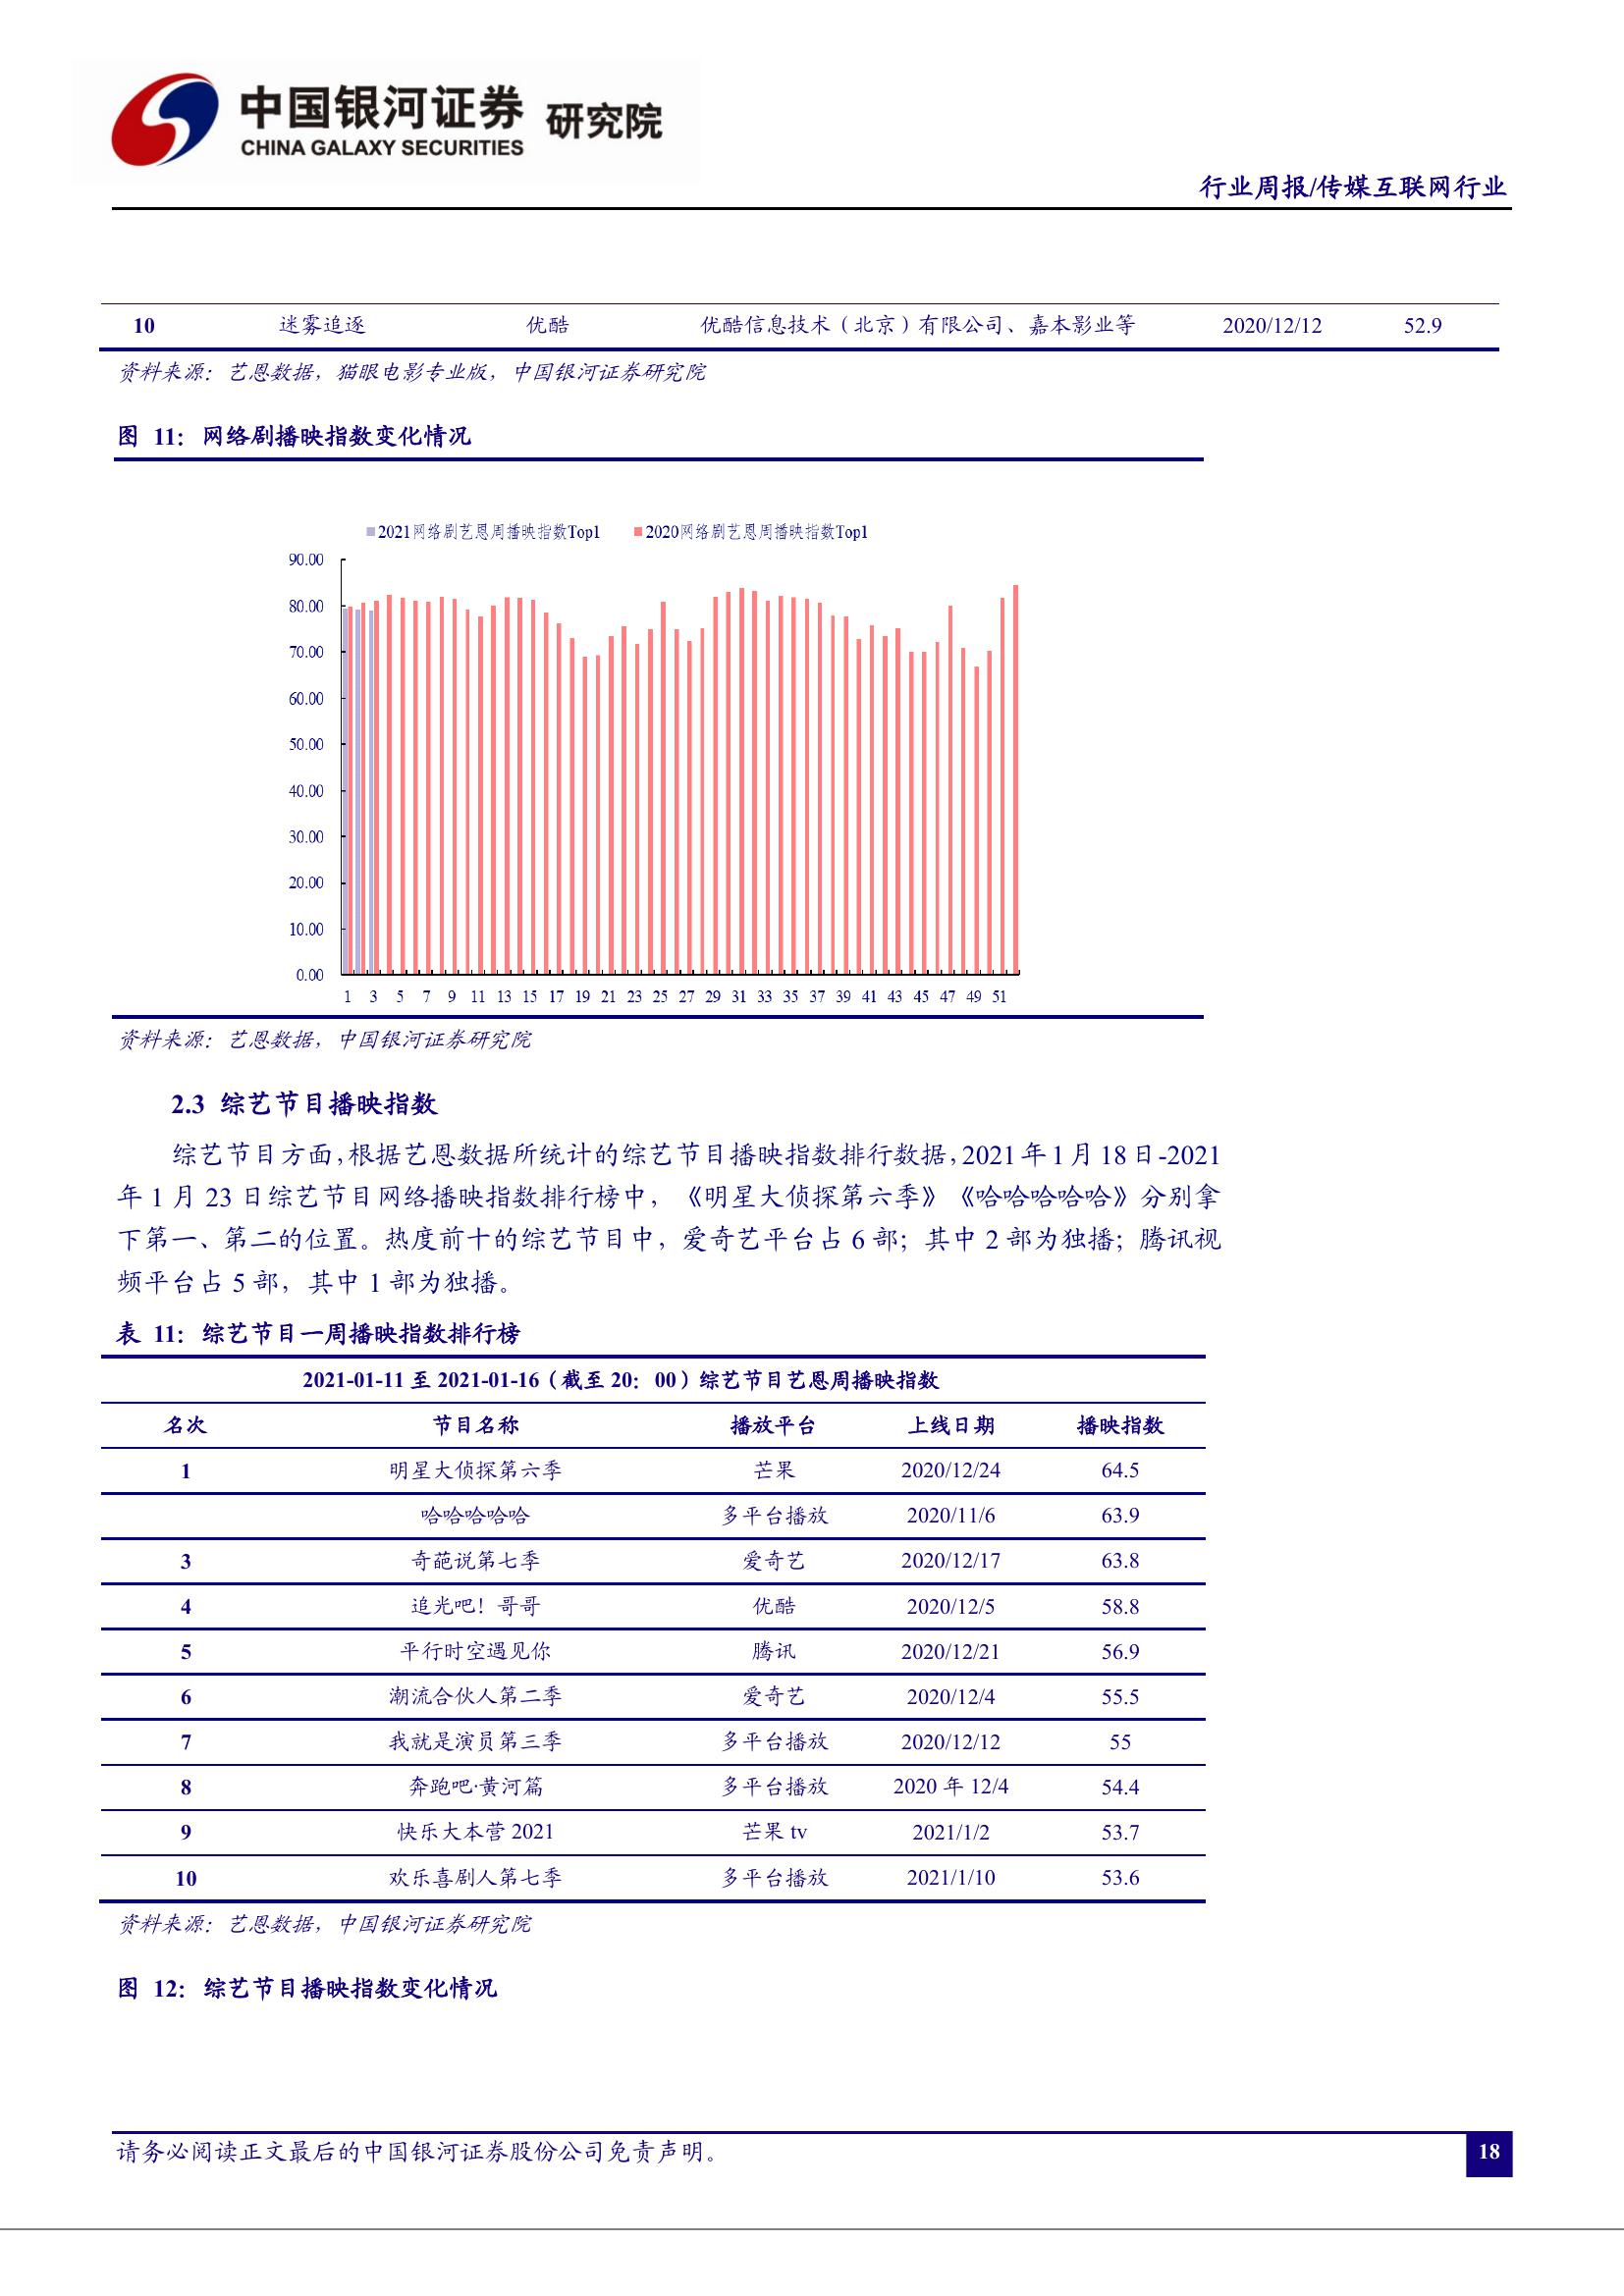 中国银河证券 研究院
CHINA GALAXY SECURITIES
行业周报/传媒互联网行业
10 迷雾追逐 优酷 优酷信息技术（北京）有限公司、嘉本影业等 2020/12/12 52.9
资料来源：艺恩数据，猫眼电影专业版，中国银河证券研究院
图 11：网络剧播映指数变化情况
2021网络剧艺恩周播映指数Top1 2020网络剧艺恩周播映指数Top1
90.00
80.00
70.00
60.00
50.00
40.00
30.00
20.00
10.00
0.00
1 3 5 7 9 11 13 15 17 19 21 23 25 27 29 31 33 35 37 39 41 43 45 47 49 51
资料来源：艺恩数据，中国银河证券研究院
2.3 综艺节目播映指数
综艺节目方面，根据艺恩数据所统计的综艺节目播映指数排行数据，2021 年 1 月 18 日-2021
年 1 月 23 日综艺节目网络播映指数排行榜中，《明星大侦探第六季》《哈哈哈哈哈》分别拿
下第一、第二的位置。热度前十的综艺节目中，爱奇艺平台占 6 部；其中 2 部为独播；腾讯视
频平台占 5 部，其中 1 部为独播。
表 11：综艺节目一周播映指数排行榜
2021-01-11 至 2021-01-16（截至 20：00）综艺节目艺恩周播映指数
名次 节目名称 播放平台 上线日期 播映指数
1 明星大侦探第六季 芒果 2020/12/24 64.5
哈哈哈哈哈 多平台播放 2020/11/6 63.9
3 奇葩说第七季 爱奇艺 2020/12/17 63.8
4 追光吧！哥哥 优酷 2020/12/5 58.8
5 平行时空遇见你 腾讯 2020/12/21 56.9
6 潮流合伙人第二季 爱奇艺 2020/12/4 55.5
7 我就是演员第三季 多平台播放 2020/12/12 55
8 奔跑吧·黄河篇 多平台播放 2020 年 12/4 54.4
9 快乐大本营 2021 芒果 tv 2021/1/2 53.7
10 欢乐喜剧人第七季 多平台播放 2021/1/10 53.6
资料来源：艺恩数据，中国银河证券研究院
图 12：综艺节目播映指数变化情况
请务必阅读正文最后的中国银河证券股份公司免责声明。
18